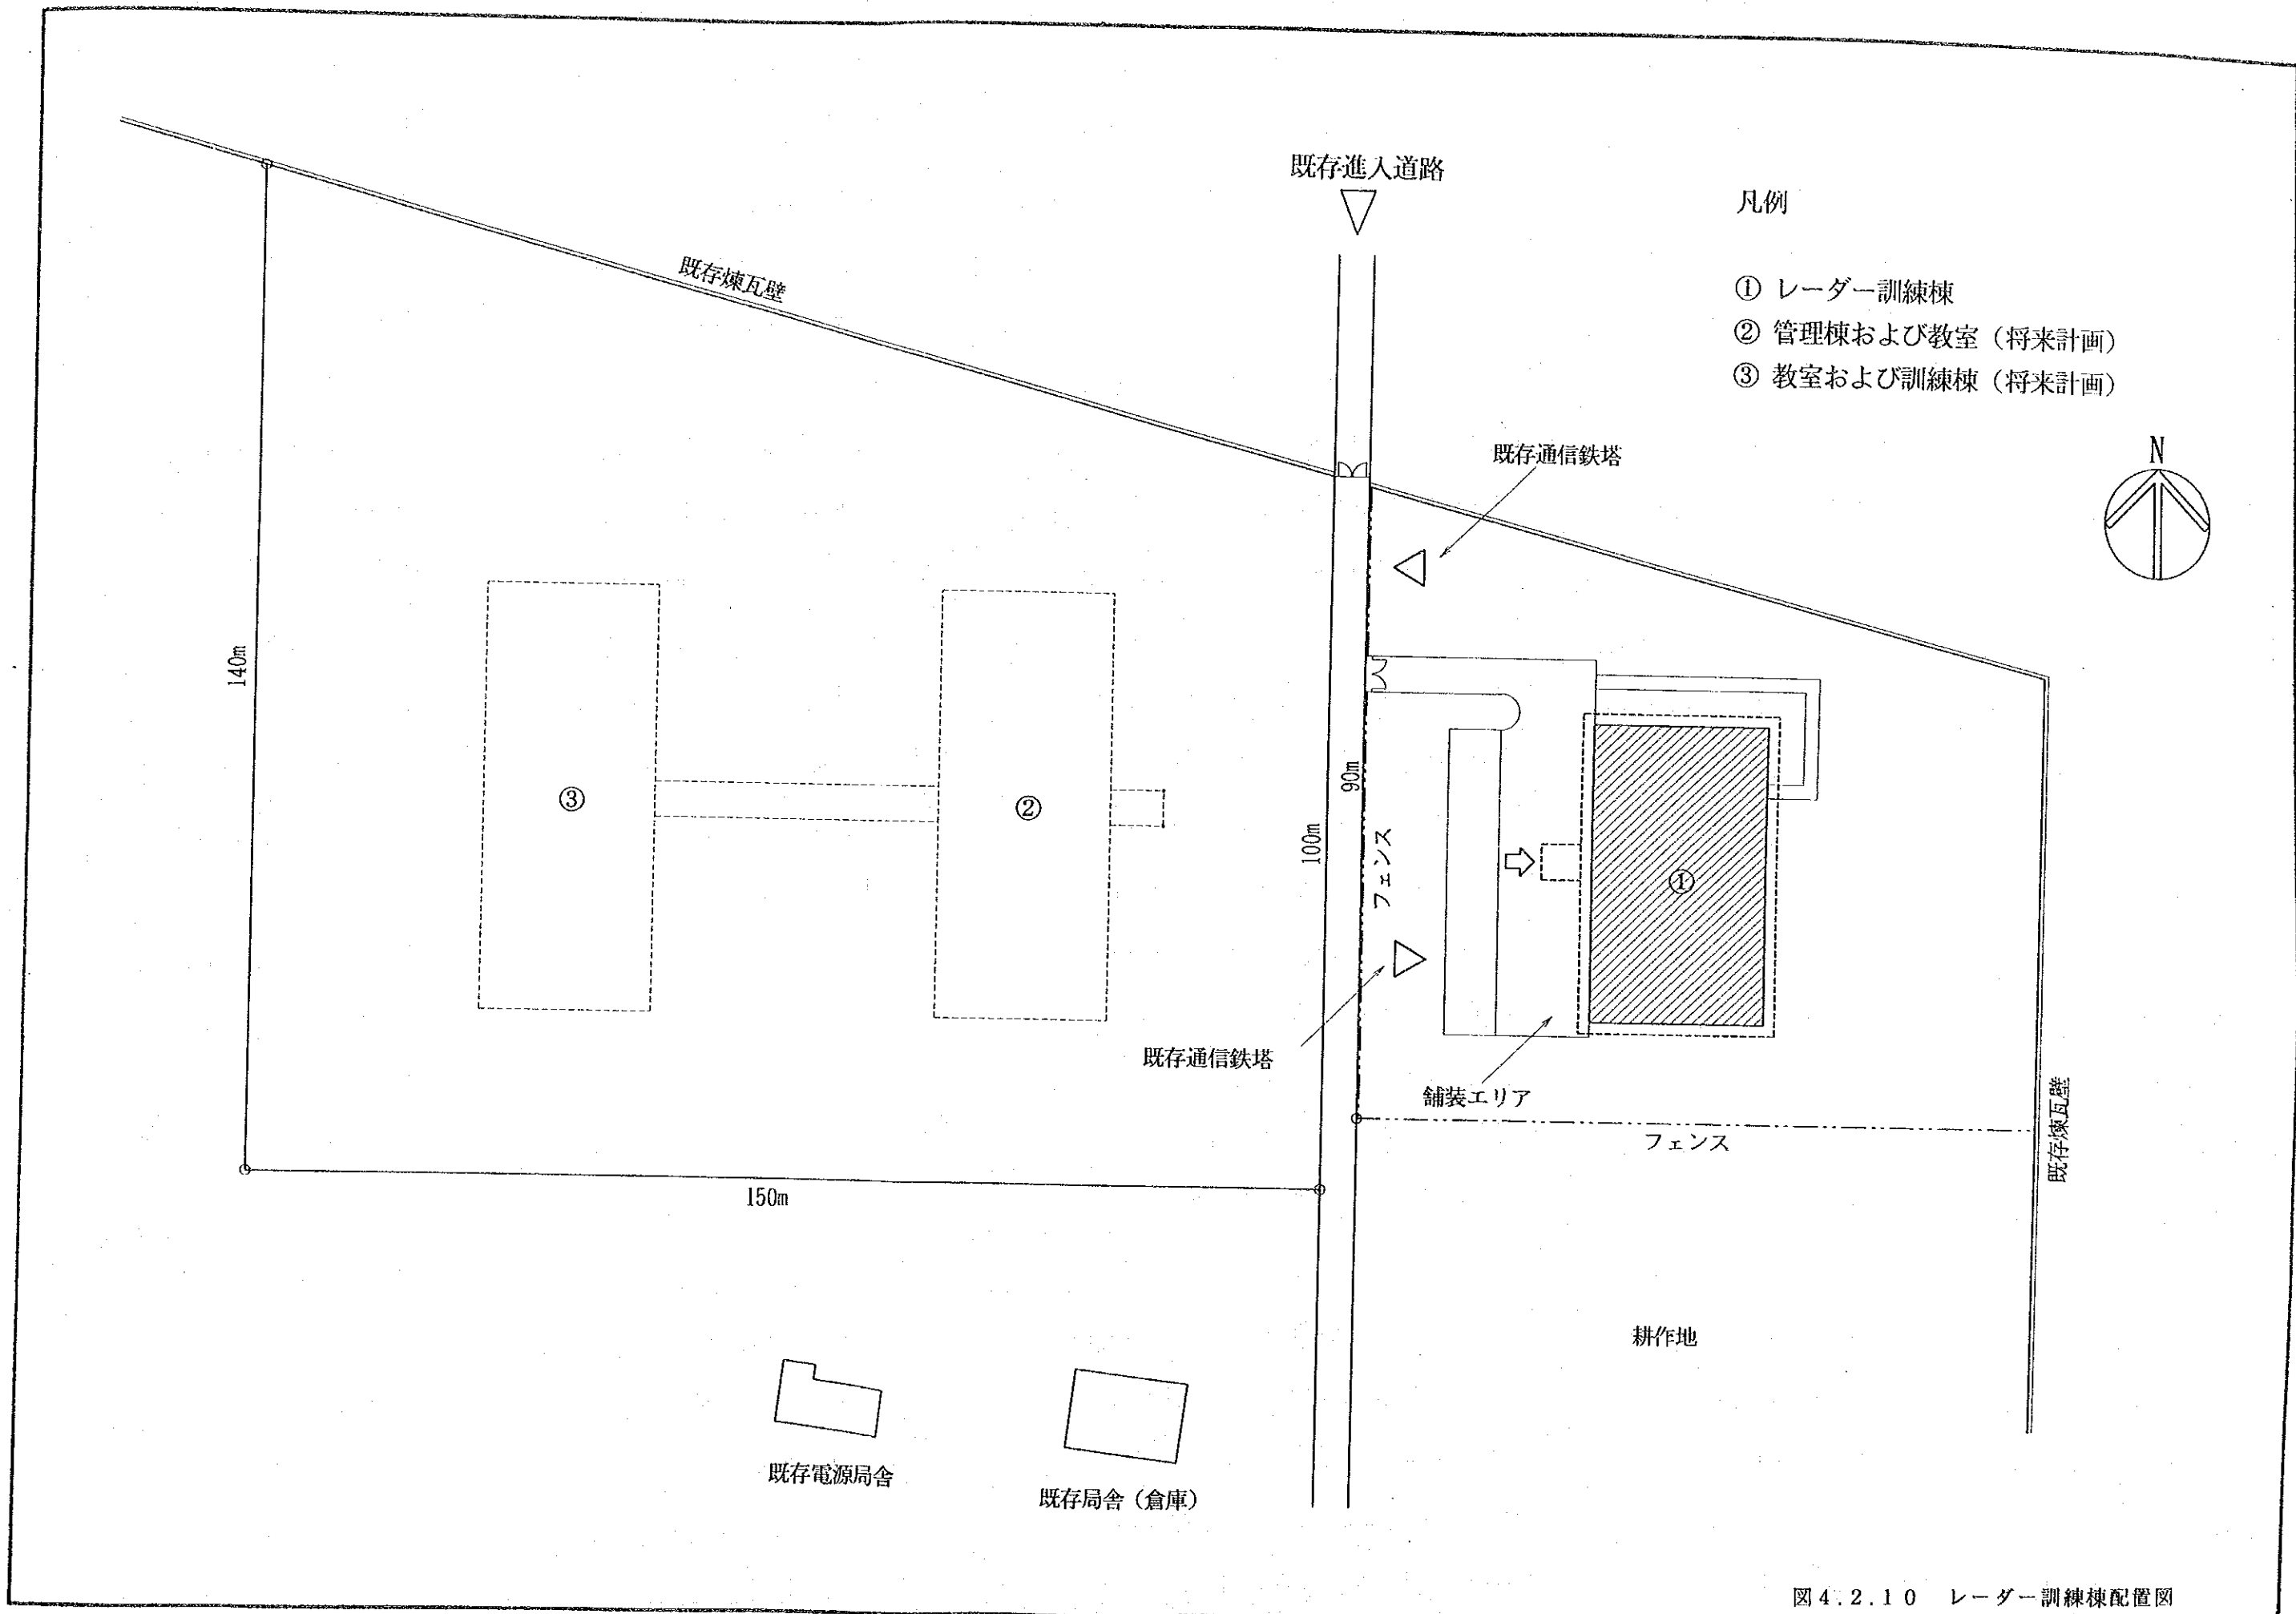 既存進入道路
凡例
① レーダー訓練棟
② 管理棟および教室（将来計画）
③ 教室および訓練棟（将来計画）
既存煉瓦壁
既存通信鉄塔
N
140m
90m
100m
フェンス
③
②
①
既存通信鉄塔
舗装エリア
フェンス
既存煉瓦壁
150m
耕作地
既存電源局舎
既存局舎（倉庫）
図4.2.10 レーダー訓練棟配置図